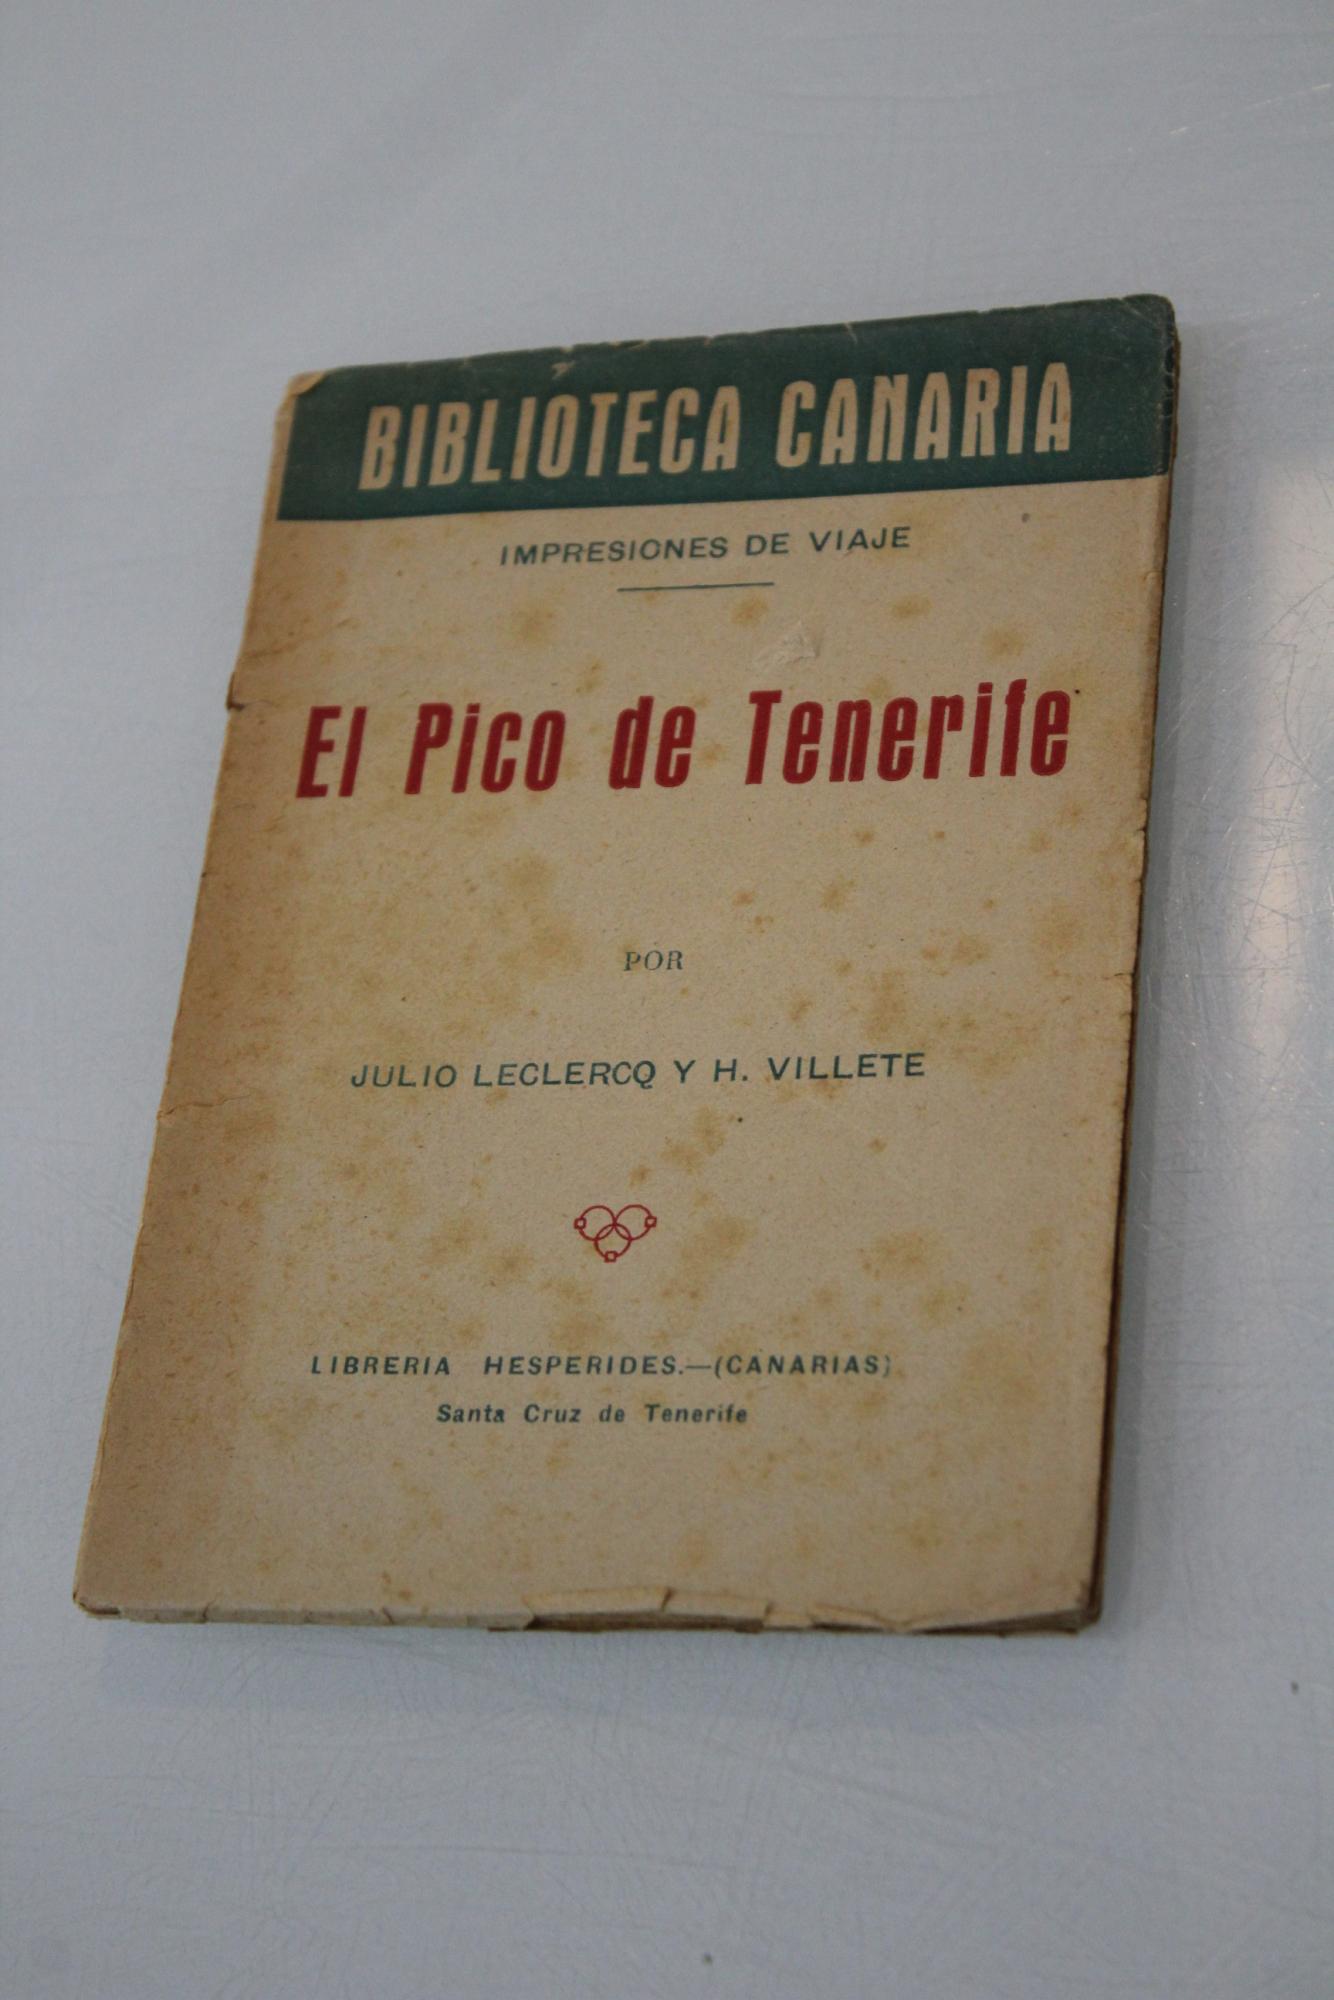 BIBLIOTECA CANARIA
IMPRESIONES DE VIAJE
El Pico de Tenerife
POR
JULIO LECLERCQ Y H. VILLETE
LIBRERIA HESPERIDES.—(CANARIAS)
Santa Cruz de Tenerife